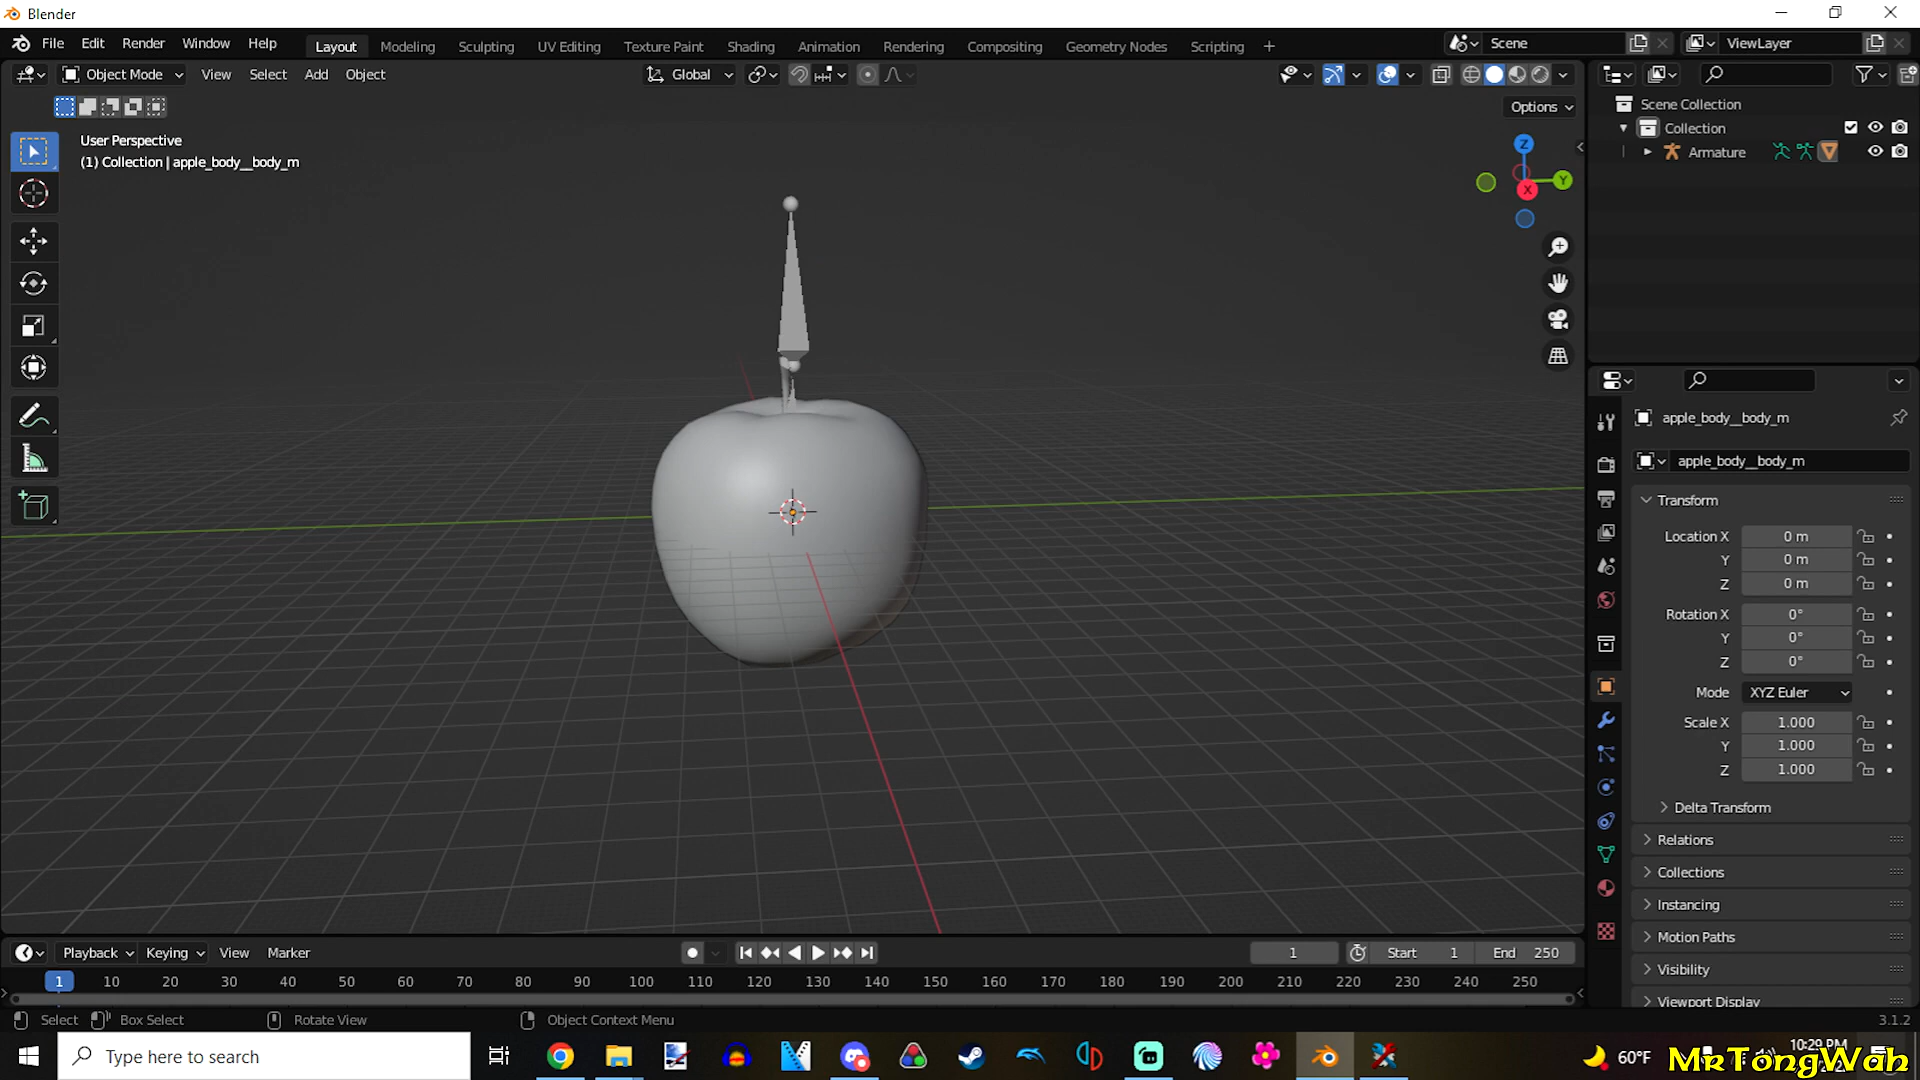 Blender
File Edit Render Window Help Layout Modeling Sculpting UV Editing Texture Paint Shading Animation Rendering Compositing Geometry Nodes Scripting + Scene ViewLayer
Object Mode View Select Add Object Global
Options
User Perspective
(1) Collection | apple_body__body_m
Z
Y
X
Scene Collection
Collection
Armature
apple_body__body_m
apple_body__body_m
Transform
Location X 0 m
Y 0 m
Z 0 m
Rotation X 0°
Y 0°
Z 0°
Mode XYZ Euler
Scale X 1.000
Y 1.000
Z 1.000
Delta Transform
Relations
Collections
Instancing
Motion Paths
Visibility
Viewport Display
Playback Keying View Marker 1 Start 1 End 250
1 10 20 30 40 50 60 70 80 90 100 110 120 130 140 150 160 170 180 190 200 210 220 230 240 250
Select Box Select Rotate View Object Context Menu 3.1.2
Type here to search
60°F
10:29 PM
MrTongWah